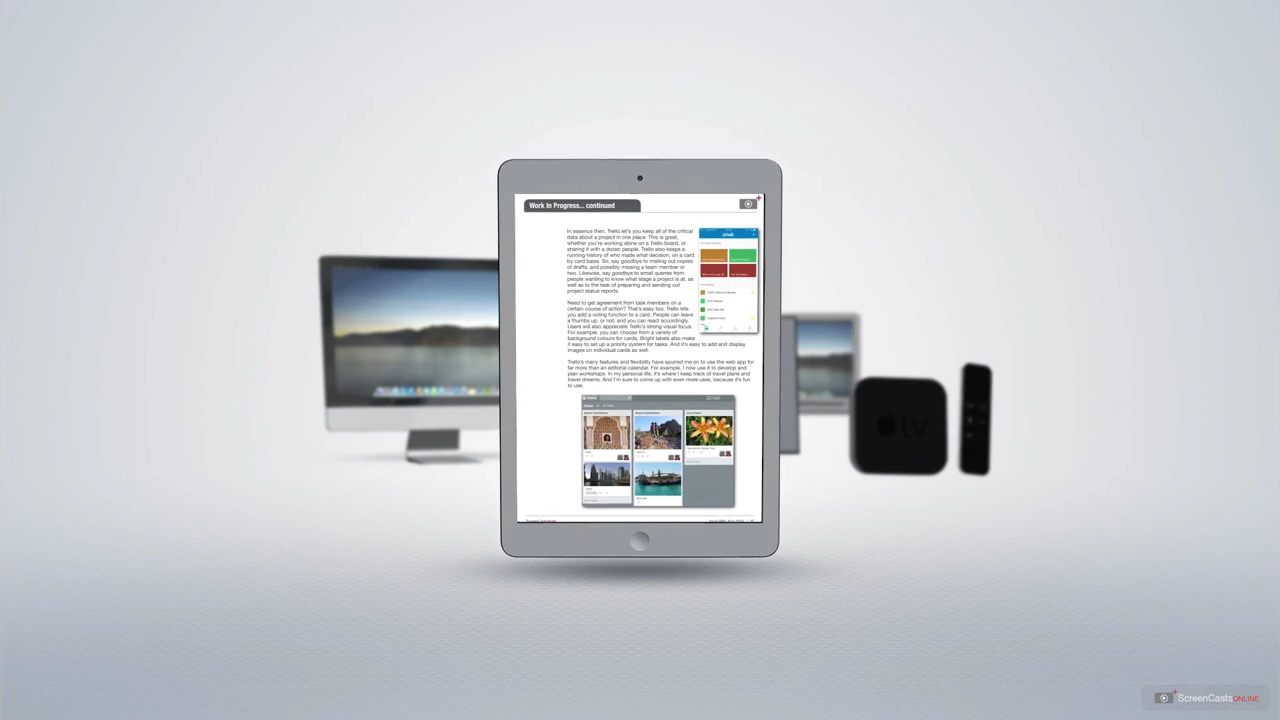 Work In Progress... continued
In essence then, Trello let's you keep all of the critical
data about a project in one place. This is great,
whether you're working alone on a Trello board, or
sharing it with a dozen people. Trello also keeps a
running history of who made what decision, on a card
by card basis. So, say goodbye to mailing out copies
of drafts, and possibly missing a team member or
two. Likewise, say goodbye to email queries from
people wanting to know what stage a project is at, as
well as to the task of preparing and sending out
project status reports.
Need to get agreement from task members on a
certain course of action? That's easy too. Trello lets
you add a voting function to a card. People can leave
a thumbs up, or not, and you can react accordingly.
Users will also appreciate Trello's strong visual focus.
For example, you can choose from a variety of
background colours for cards. Bright labels also make
it easy to set up a priority system for tasks. And it's easy to add and display
images on individual cards as well.
Trello's many features and flexibility have spurred me on to use the web app for
far more than an editorial calendar. For example, I now use it to develop and
plan workshops. In my personal life, it's where I keep track of travel plans and
travel dreams. And I'm sure to come up with even more uses, because it's fun
to use.
tv
ScreenCastsONLINE